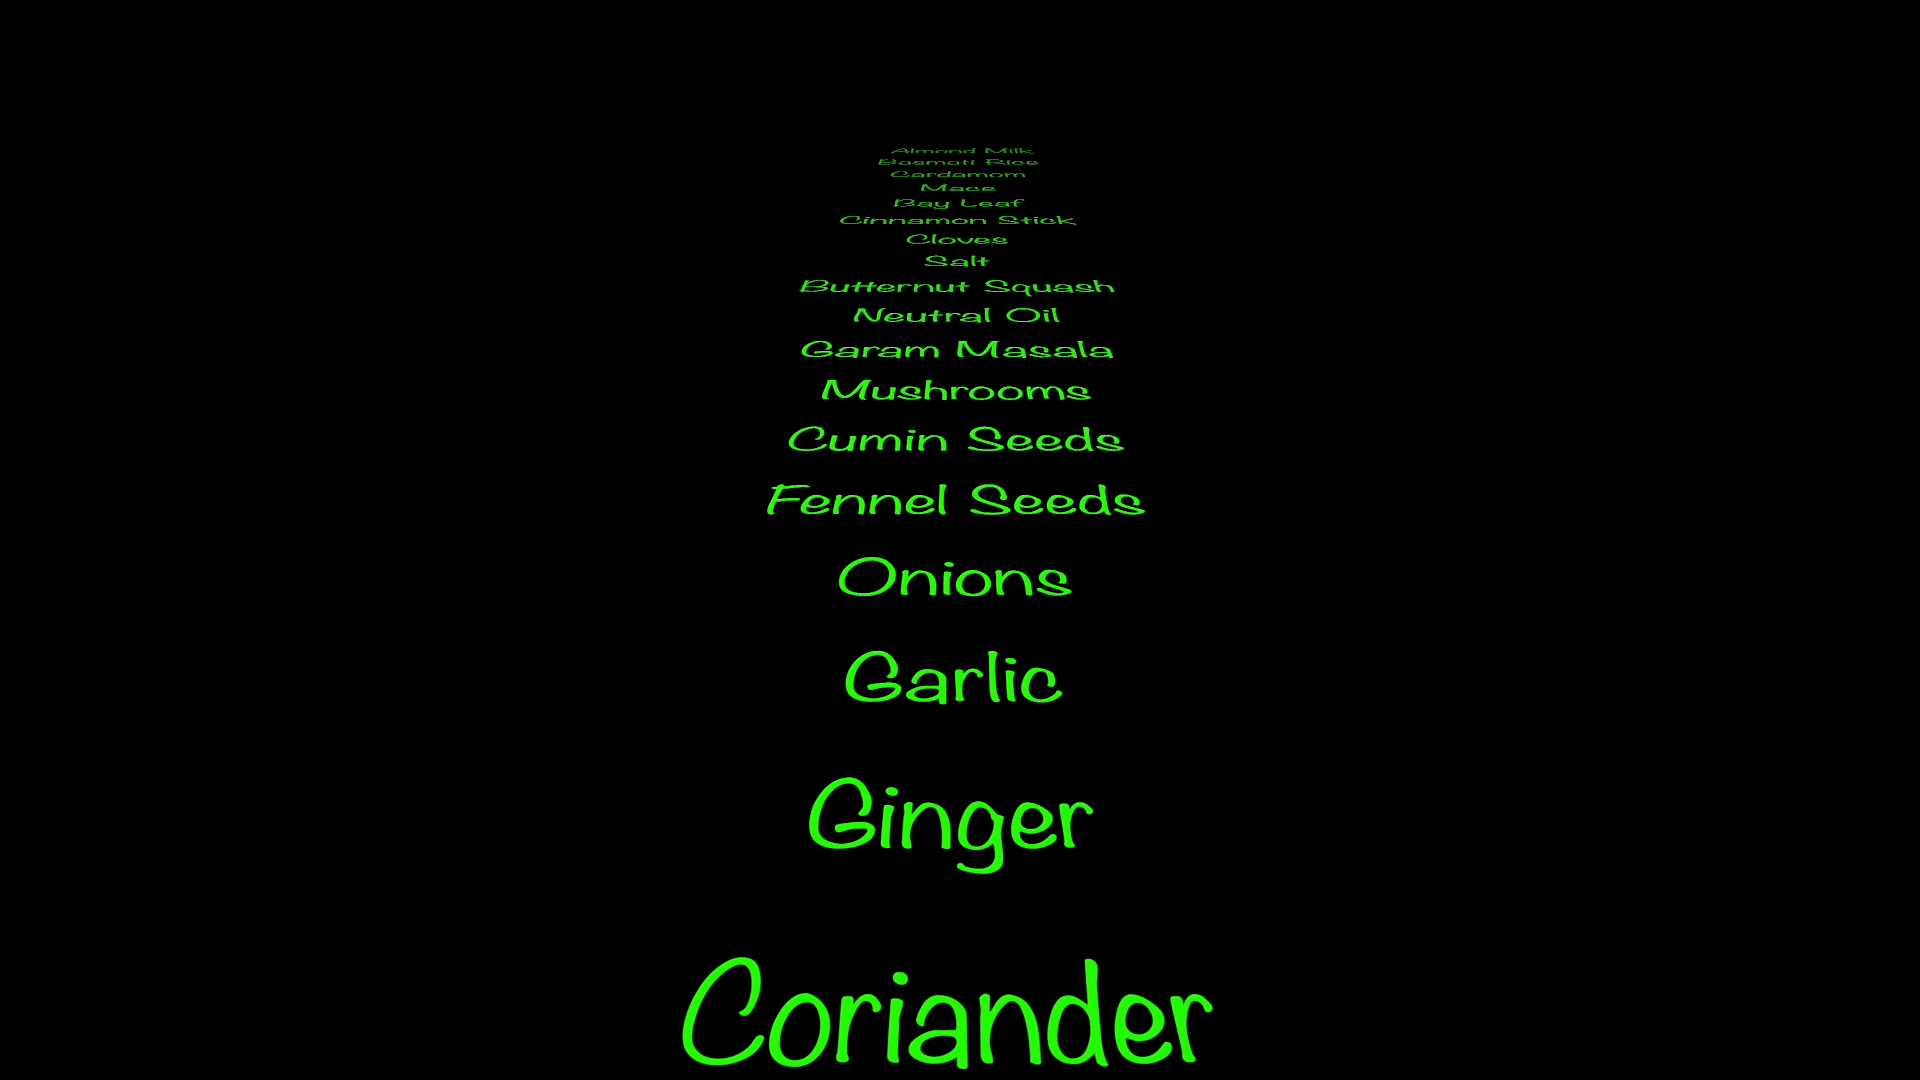 Almond Milk
Basmati Rice
Cardamom
Mace
Bay Leaf
Cinnamon Stick
Cloves
Salt
Butternut Squash
Neutral Oil
Garam Masala
Mushrooms
Cumin Seeds
Fennel Seeds
Onions
Garlic
Ginger
Coriander